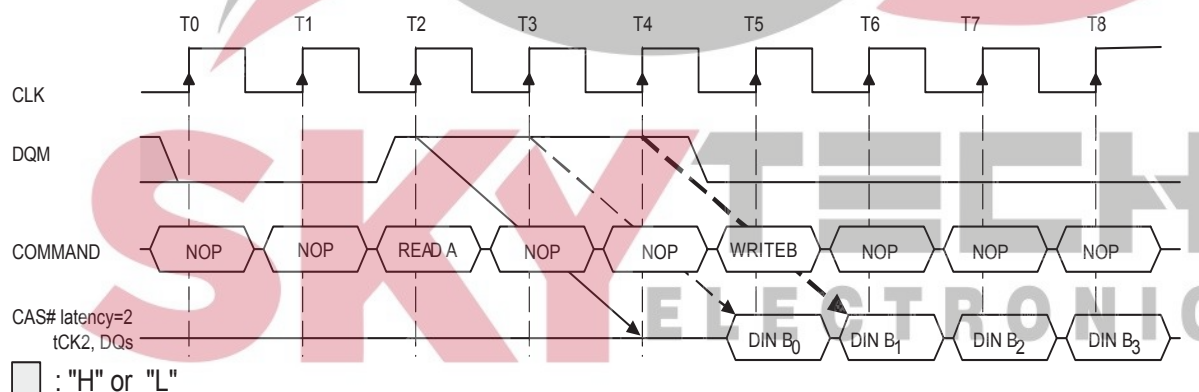 T0 T1 T2 T3 T4 T5 T6 T7 T8
CLK
DQM
COMMAND NOP NOP READ A NOP NOP WRITEB NOP NOP NOP
CAS# latency=2
tCK2, DQs DIN B0 DIN B1 DIN B2 DIN B3
: "H" or "L"
SKYTECH
ELECTRONIC